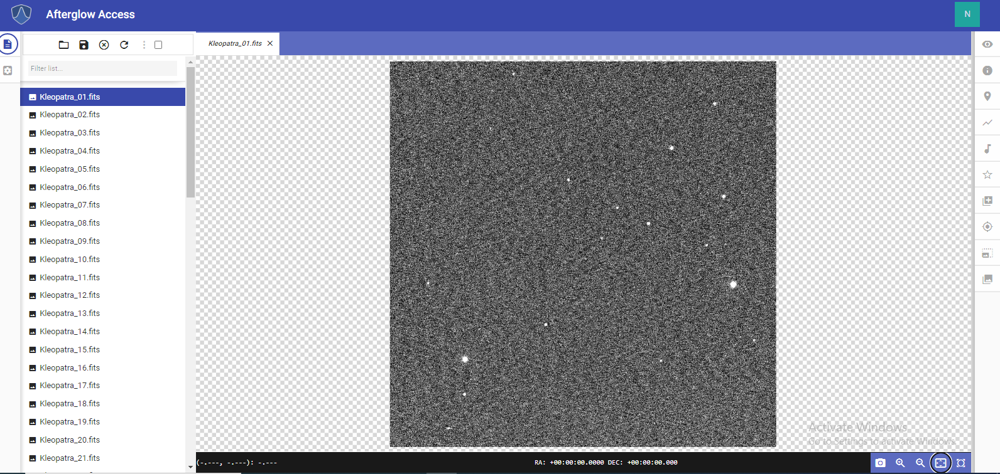 Afterglow Access
N
Kleopatra_01.fits
Filter list...
Kleopatra_01.fits
Kleopatra_02.fits
Kleopatra_03.fits
Kleopatra_04.fits
Kleopatra_05.fits
Kleopatra_06.fits
Kleopatra_07.fits
Kleopatra_08.fits
Kleopatra_09.fits
Kleopatra_10.fits
Kleopatra_11.fits
Kleopatra_12.fits
Kleopatra_13.fits
Kleopatra_14.fits
Kleopatra_15.fits
Kleopatra_16.fits
Kleopatra_17.fits
Kleopatra_18.fits
Kleopatra_19.fits
Kleopatra_20.fits
Kleopatra_21.fits
Activate Windows
Go to Settings to activate Windows.
(-.---, -.---): -.---
RA: +00:00:00.0000 DEC: +00:00:00.000